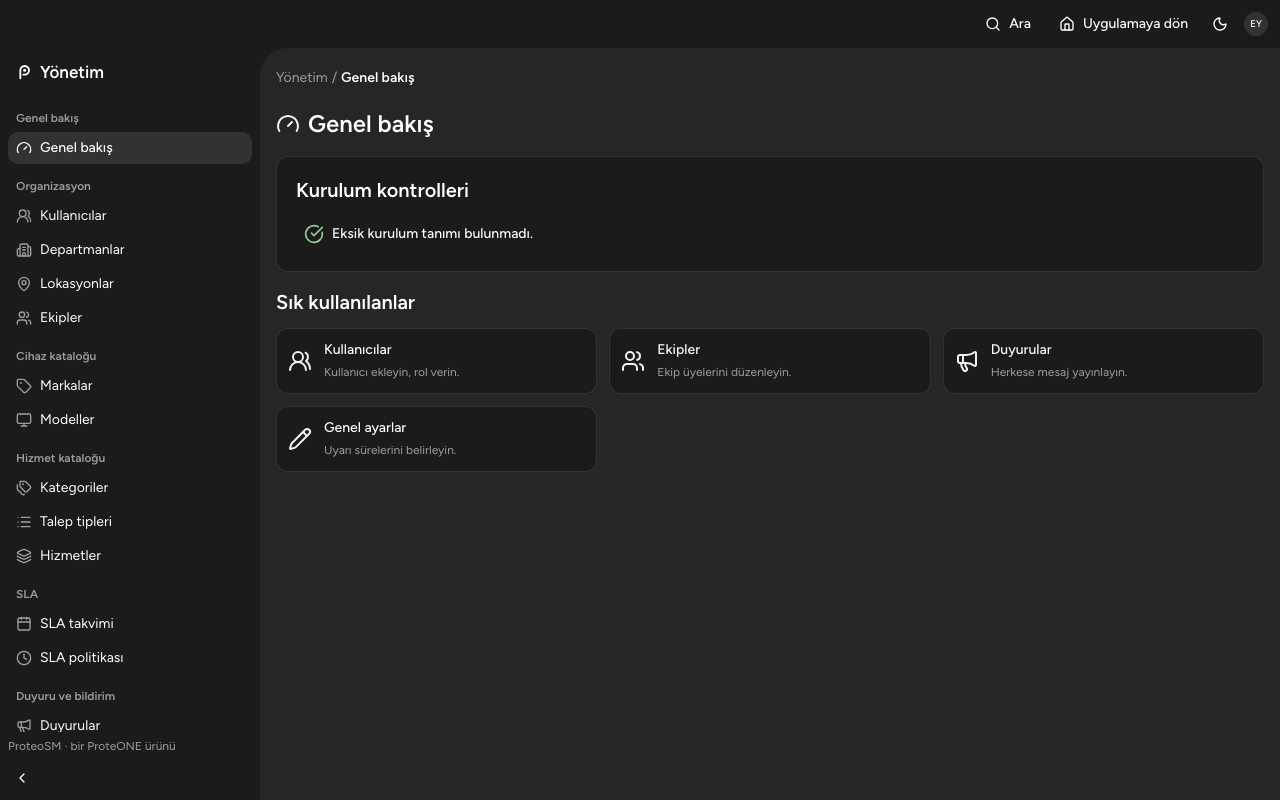 Ara
Uygulamaya dön
EY
Yönetim
Genel bakış
Genel bakış
Organizasyon
Kullanıcılar
Departmanlar
Lokasyonlar
Ekipler
Cihaz kataloğu
Markalar
Modeller
Hizmet kataloğu
Kategoriler
Talep tipleri
Hizmetler
SLA
SLA takvimi
SLA politikası
Duyuru ve bildirim
Duyurular
ProteoSM · bir ProteONE ürünü
Yönetim / Genel bakış
Genel bakış
Kurulum kontrolleri
Eksik kurulum tanımı bulunmadı.
Sık kullanılanlar
Kullanıcılar
Kullanıcı ekleyin, rol verin.
Ekipler
Ekip üyelerini düzenleyin.
Duyurular
Herkese mesaj yayınlayın.
Genel ayarlar
Uyarı sürelerini belirleyin.